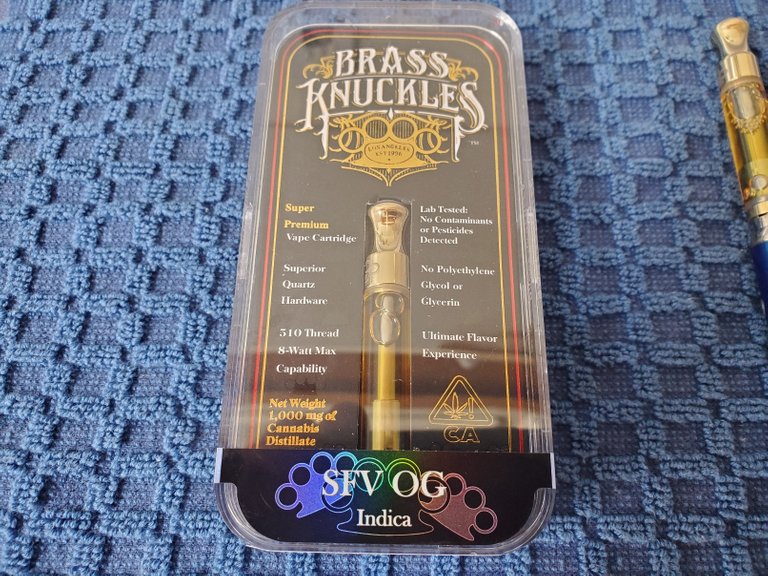 BRASS
KNUCKLES
TM
LOS ANGELES
EST 1996
Super
Premium
Vape Cartridge
Superior
Quartz
Hardware
510 Thread
8-Watt Max
Capability
Net Weight
1,000 mg of
Cannabis
Distillate
Lab Tested:
No Contaminants
or Pesticides
Detected
No Polyethylene
Glycol or
Glycerin
Ultimate Flavor
Experience
CA
SFV OG
Indica